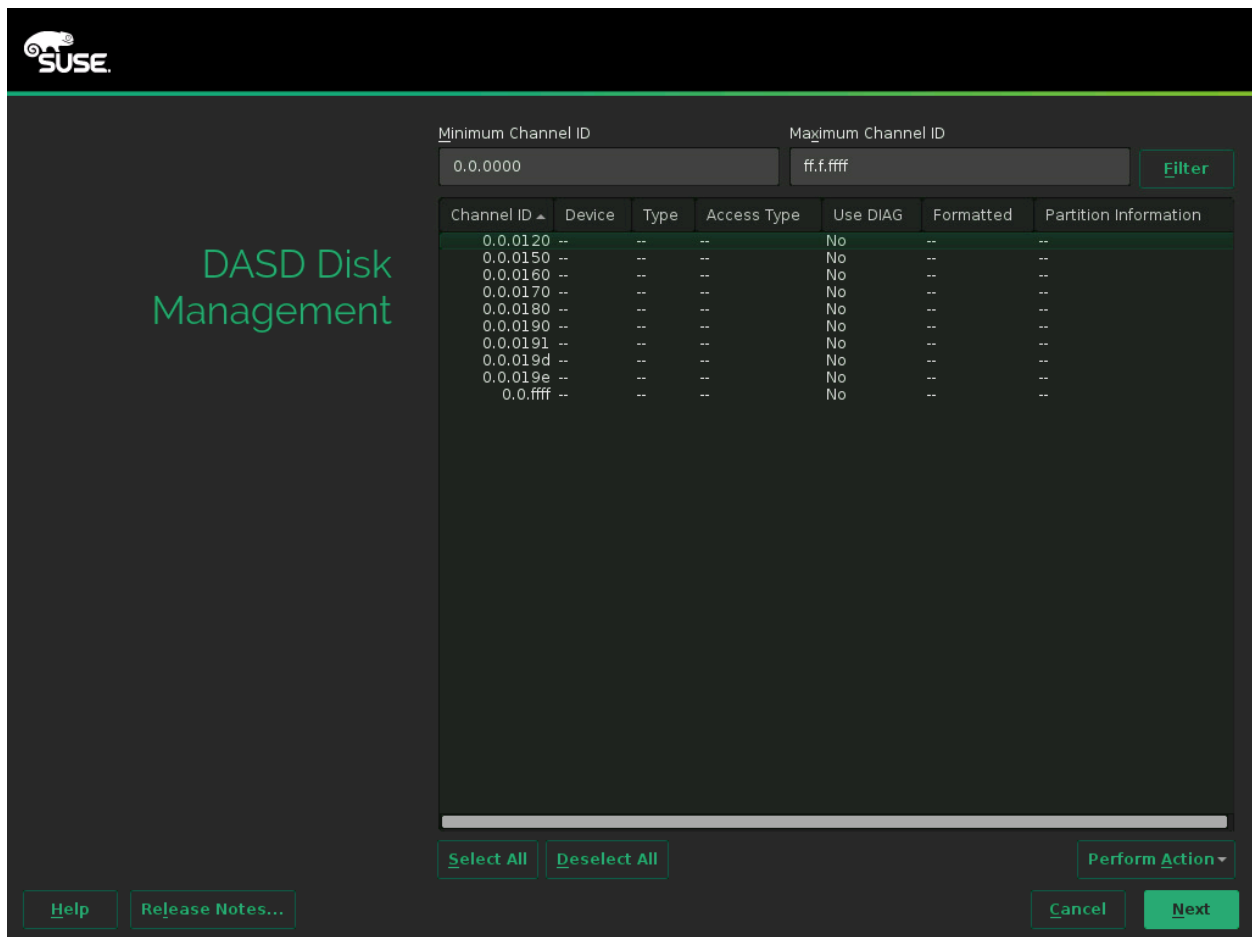 SUSE.
Minimum Channel ID Maximum Channel ID
0.0.0000 ff.f.ffff Filter
Channel ID Device Type Access Type Use DIAG Formatted Partition Information
DASD Disk
Management
0.0.0120 -- -- -- No -- --
0.0.0150 -- -- -- No -- --
0.0.0160 -- -- -- No -- --
0.0.0170 -- -- -- No -- --
0.0.0180 -- -- -- No -- --
0.0.0190 -- -- -- No -- --
0.0.0191 -- -- -- No -- --
0.0.019d -- -- -- No -- --
0.0.019e -- -- -- No -- --
0.0.ffff -- -- -- No -- --
Select All Deselect All Perform Action
Help Release Notes... Cancel Next